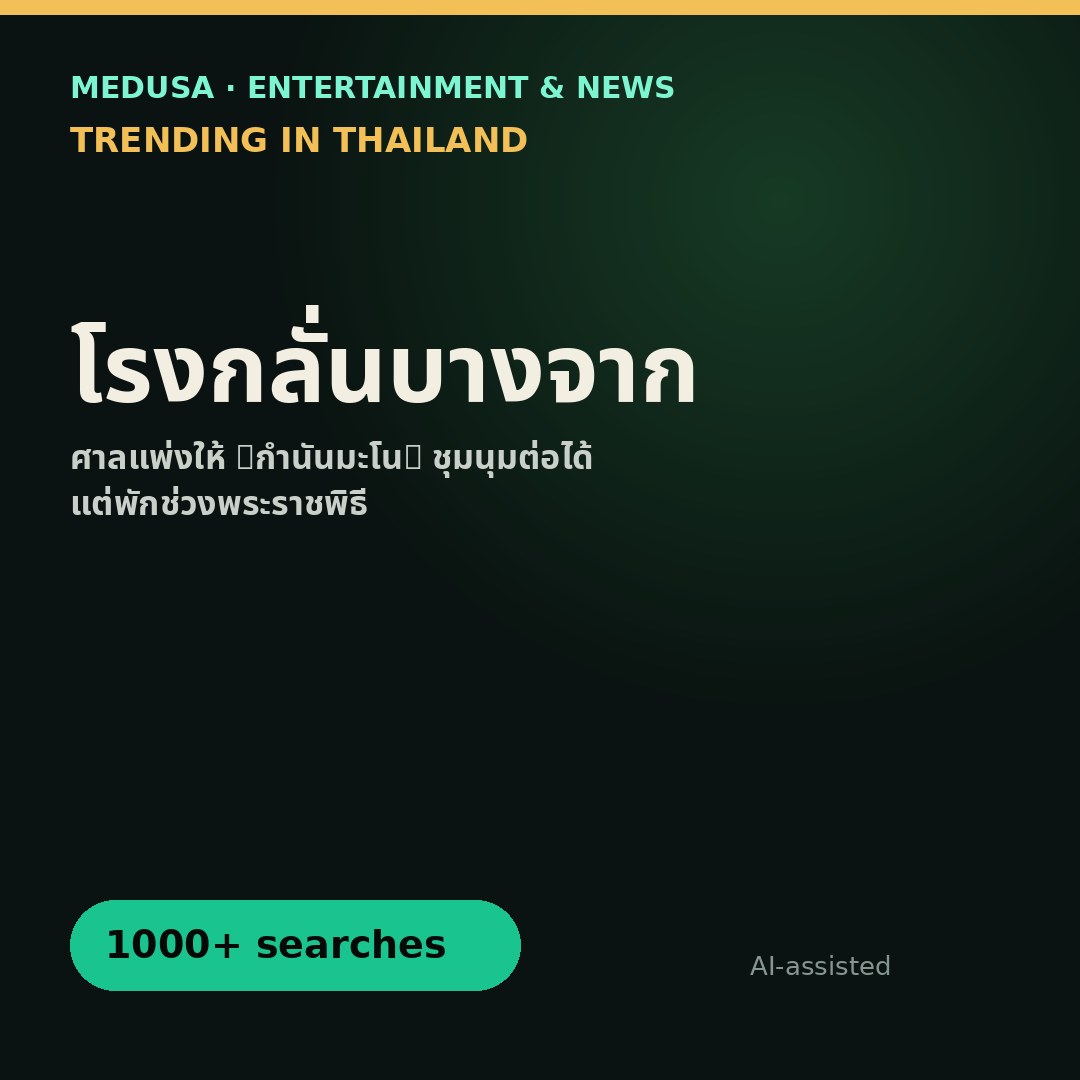 MEDUSA · ENTERTAINMENT & NEWS
TRENDING IN THAILAND
โรงกลั่นบางจาก
ศาลแพ่งให้ ▯กำนันมะโน▯ ชุมนุมต่อได้
แต่พักช่วงพระราชพิธี
1000+ searches
AI-assisted